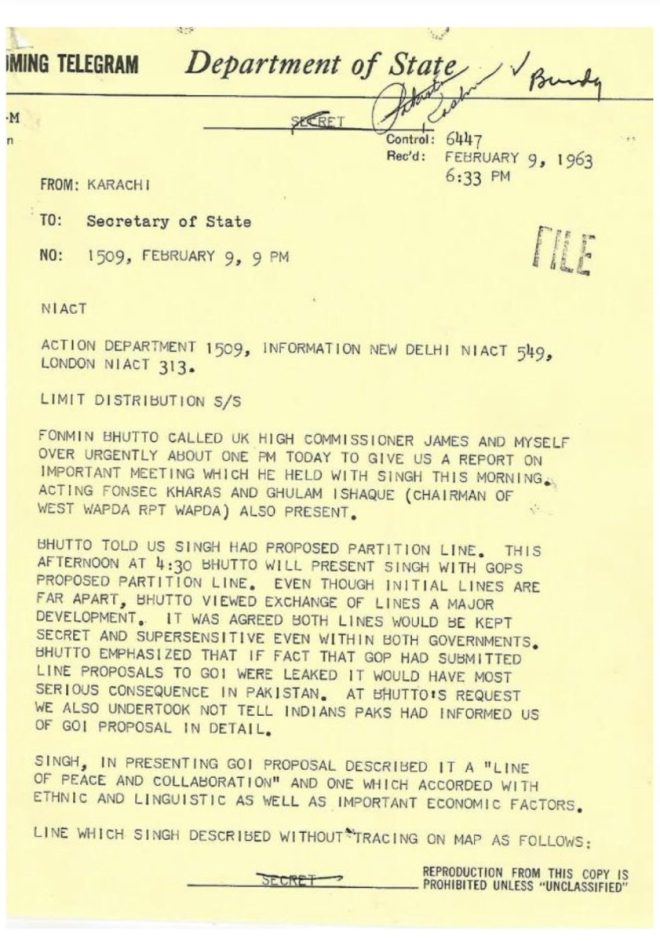 OMING TELEGRAM Department of State
Pakista
Kashmir ✓ Bundy
-M
n
SECRET
Control: 6447
Rec'd: FEBRUARY 9, 1963
6:33 PM
FROM: KARACHI
TO: Secretary of State
NO: 1509, FEBRUARY 9, 9 PM
FILE
NIACT
ACTION DEPARTMENT 1509, INFORMATION NEW DELHI NIACT 549,
LONDON NIACT 313.
LIMIT DISTRIBUTION S/S
FONMIN BHUTTO CALLED UK HIGH COMMISSIONER JAMES AND MYSELF
OVER URGENTLY ABOUT ONE PM TODAY TO GIVE US A REPORT ON
IMPORTANT MEETING WHICH HE HELD WITH SINGH THIS MORNING.
ACTING FONSEC KHARAS AND GHULAM ISHAQUE (CHAIRMAN OF
WEST WAPDA RPT WAPDA) ALSO PRESENT.
BHUTTO TOLD US SINGH HAD PROPOSED PARTITION LINE. THIS
AFTERNOON AT 4:30 BHUTTO WILL PRESENT SINGH WITH GOPS
PROPOSED PARTITION LINE. EVEN THOUGH INITIAL LINES ARE
FAR APART, BHUTTO VIEWED EXCHANGE OF LINES A MAJOR
DEVELOPMENT. IT WAS AGREED BOTH LINES WOULD BE KEPT
SECRET AND SUPERSENSITIVE EVEN WITHIN BOTH GOVERNMENTS.
BHUTTO EMPHASIZED THAT IF FACT THAT GOP HAD SUBMITTED
LINE PROPOSALS TO GOI WERE LEAKED IT WOULD HAVE MOST
SERIOUS CONSEQUENCE IN PAKISTAN. AT BHUTTO'S REQUEST
WE ALSO UNDERTOOK NOT TELL INDIANS PAKS HAD INFORMED US
OF GOI PROPOSAL IN DETAIL.
SINGH, IN PRESENTING GOI PROPOSAL DESCRIBED IT A "LINE
OF PEACE AND COLLABORATION" AND ONE WHICH ACCORDED WITH
ETHNIC AND LINGUISTIC AS WELL AS IMPORTANT ECONOMIC FACTORS.
LINE WHICH SINGH DESCRIBED WITHOUT TRACING ON MAP AS FOLLOWS:
SECRET
REPRODUCTION FROM THIS COPY IS
PROHIBITED UNLESS "UNCLASSIFIED"